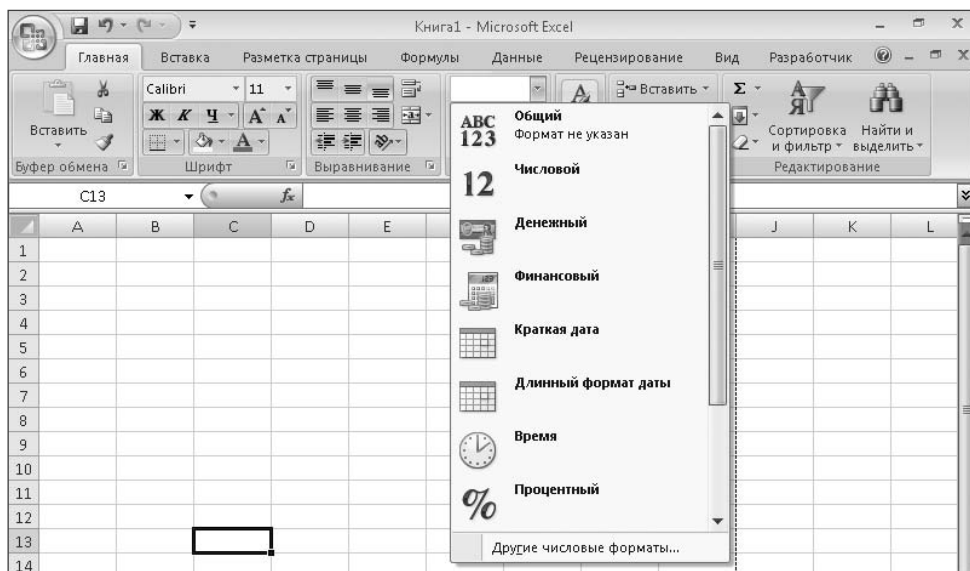 Книга1 - Microsoft Excel
Главная Вставка Разметка страницы Формулы Данные Рецензирование Вид Разработчик
Вставить
Calibri 11
Ж К Ч А А
А
Вставить
Σ
Сортировка и фильтр
Найти и выделить
Буфер обмена Шрифт Выравнивание Редактирование
C13 fx
A B C D E J K L
1
2
3
4
5
6
7
8
9
10
11
12
13
14
ABC 123
Общий
Формат не указан
12
Числовой
Денежный
Финансовый
Краткая дата
Длинный формат даты
Время
%
Процентный
Другие числовые форматы...